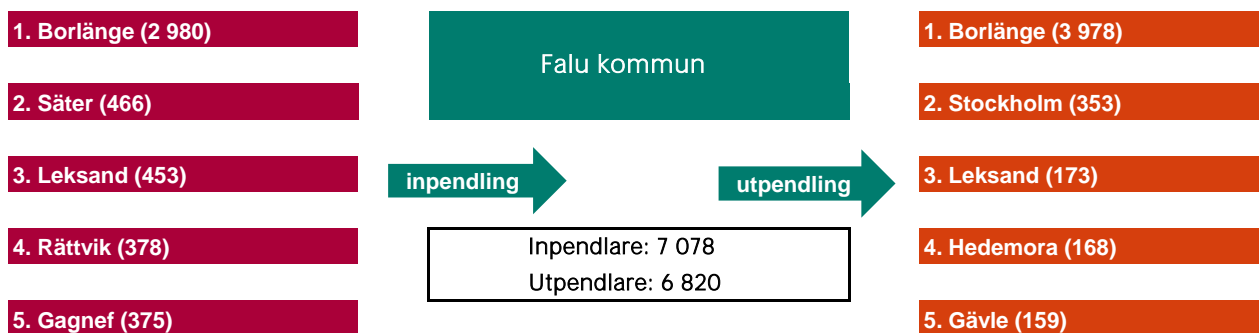 1. Borlänge (2 980)
2. Säter (466)
3. Leksand (453)
4. Rättvik (378)
5. Gagnef (375)
Falu kommun
inpendling
utpendling
Inpendlare: 7 078
Utpendlare: 6 820
1. Borlänge (3 978)
2. Stockholm (353)
3. Leksand (173)
4. Hedemora (168)
5. Gävle (159)